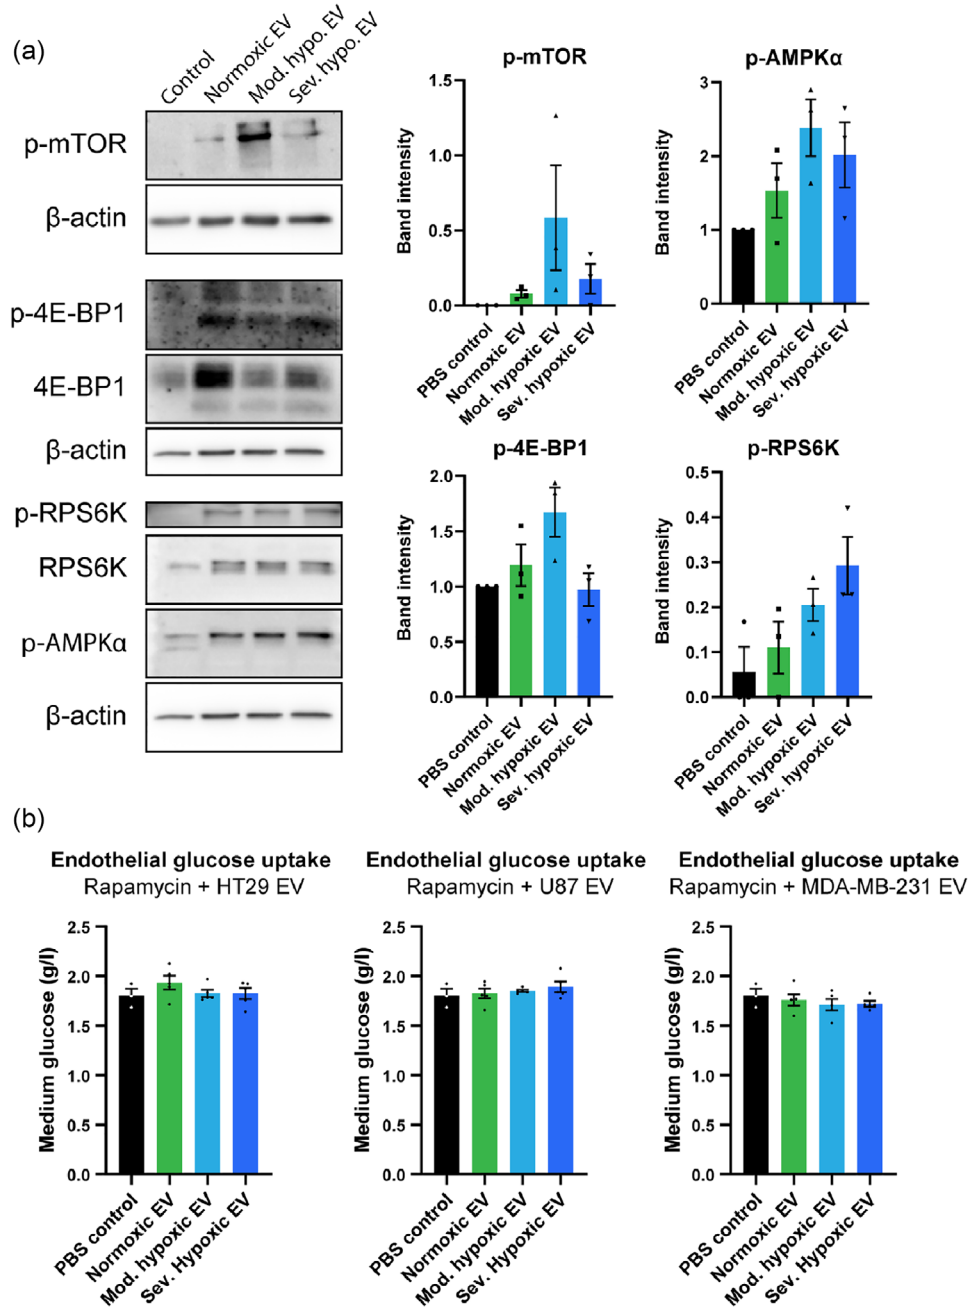 (a)
Control
Normoxic EV
Mod. hypo. EV
Sev. hypo. EV
p-mTOR
β-actin
p-4E-BP1
4E-BP1
β-actin
p-RPS6K
RPS6K
p-AMPKα
β-actin
p-mTOR
Band intensity
1.5
1.0
0.5
0.0
PBS control
Normoxic EV
Mod. hypoxic EV
Sev. hypoxic EV
p-AMPKα
Band intensity
3
2
1
0
PBS control
Normoxic EV
Mod. hypoxic EV
Sev. hypoxic EV
p-4E-BP1
Band intensity
2.0
1.5
1.0
0.5
0.0
PBS control
Normoxic EV
Mod. hypoxic EV
Sev. hypoxic EV
p-RPS6K
Band intensity
0.5
0.4
0.3
0.2
0.1
0.0
PBS control
Normoxic EV
Mod. hypoxic EV
Sev. hypoxic EV
(b)
Endothelial glucose uptake
Rapamycin + HT29 EV
Medium glucose (g/l)
2.5
2.0
1.5
1.0
0.5
0.0
PBS control
Normoxic EV
Mod. hypoxic EV
Sev. Hypoxic EV
Endothelial glucose uptake
Rapamycin + U87 EV
Medium glucose (g/l)
2.5
2.0
1.5
1.0
0.5
0.0
PBS control
Normoxic EV
Mod. hypoxic EV
Sev. Hypoxic EV
Endothelial glucose uptake
Rapamycin + MDA-MB-231 EV
Medium glucose (g/l)
2.5
2.0
1.5
1.0
0.5
0.0
PBS control
Normoxic EV
Mod. hypoxic EV
Sev. Hypoxic EV